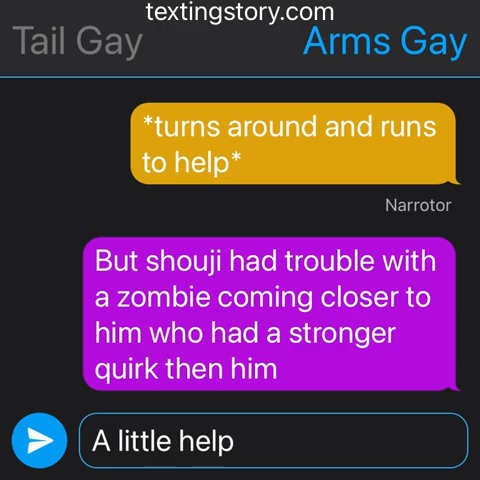 textingstory.com
Tail Gay
Arms Gay
*turns around and runs
to help*
Narrotor
But shouji had trouble with
a zombie coming closer to
him who had a stronger
quirk then him
A little help